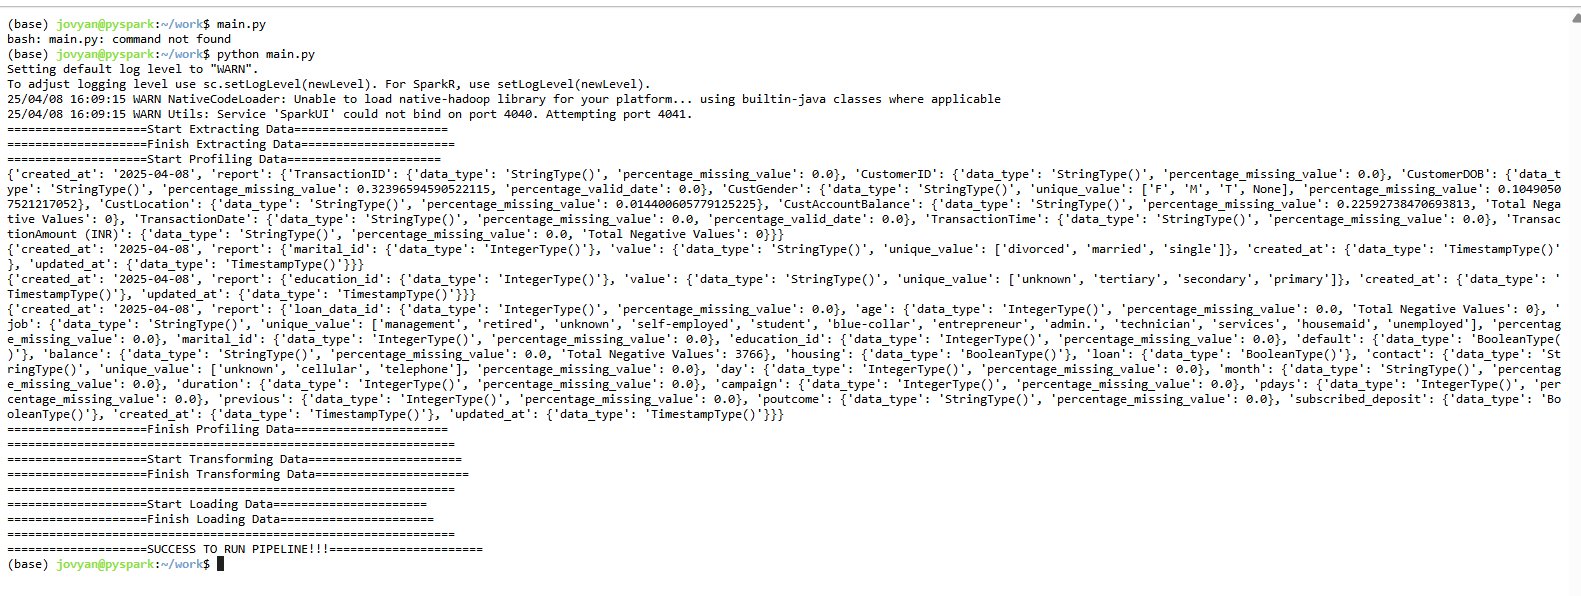 (base) jovyan@pyspark:~/work$ main.py
bash: main.py: command not found
(base) jovyan@pyspark:~/work$ python main.py
Setting default log level to "WARN".
To adjust logging level use sc.setLogLevel(newLevel). For SparkR, use setLogLevel(newLevel).
25/04/08 16:09:15 WARN NativeCodeLoader: Unable to load native-hadoop library for your platform... using builtin-java classes where applicable
25/04/08 16:09:15 WARN Utils: Service 'SparkUI' could not bind on port 4040. Attempting port 4041.
====================Start Extracting Data======================
====================Finish Extracting Data======================
====================Start Profiling Data======================
{'created_at': '2025-04-08', 'report': {'TransactionID': {'data_type': 'StringType()', 'percentage_missing_value': 0.0}, 'CustomerID': {'data_type': 'StringType()', 'percentage_missing_value': 0.0}, 'CustomerDOB': {'data_t
ype': 'StringType()', 'percentage_missing_value': 0.32396594590522115, 'percentage_valid_date': 0.0}, 'CustGender': {'data_type': 'StringType()', 'unique_value': ['F', 'M', 'T', None], 'percentage_missing_value': 0.1049050
7521217052}, 'CustLocation': {'data_type': 'StringType()', 'percentage_missing_value': 0.014400605779125225}, 'CustAccountBalance': {'data_type': 'StringType()', 'percentage_missing_value': 0.22592738470693813, 'Total Nega
tive Values': 0}, 'TransactionDate': {'data_type': 'StringType()', 'percentage_missing_value': 0.0, 'percentage_valid_date': 0.0}, 'TransactionTime': {'data_type': 'StringType()', 'percentage_missing_value': 0.0}, 'Transac
tionAmount (INR)': {'data_type': 'StringType()', 'percentage_missing_value': 0.0, 'Total Negative Values': 0}}}
{'created_at': '2025-04-08', 'report': {'marital_id': {'data_type': 'IntegerType()'}, 'value': {'data_type': 'StringType()', 'unique_value': ['divorced', 'married', 'single']}, 'created_at': {'data_type': 'TimestampType()'
}, 'updated_at': {'data_type': 'TimestampType()'}}}
{'created_at': '2025-04-08', 'report': {'education_id': {'data_type': 'IntegerType()'}, 'value': {'data_type': 'StringType()', 'unique_value': ['unknown', 'tertiary', 'secondary', 'primary']}, 'created_at': {'data_type': '
TimestampType()'}, 'updated_at': {'data_type': 'TimestampType()'}}}
{'created_at': '2025-04-08', 'report': {'loan_data_id': {'data_type': 'IntegerType()', 'percentage_missing_value': 0.0}, 'age': {'data_type': 'IntegerType()', 'percentage_missing_value': 0.0, 'Total Negative Values': 0}, '
job': {'data_type': 'StringType()', 'unique_value': ['management', 'retired', 'unknown', 'self-employed', 'student', 'blue-collar', 'entrepreneur', 'admin.', 'technician', 'services', 'housemaid', 'unemployed'], 'percentag
e_missing_value': 0.0}, 'marital_id': {'data_type': 'IntegerType()', 'percentage_missing_value': 0.0}, 'education_id': {'data_type': 'IntegerType()', 'percentage_missing_value': 0.0}, 'default': {'data_type': 'BooleanType(
)'}, 'balance': {'data_type': 'StringType()', 'percentage_missing_value': 0.0, 'Total Negative Values': 3766}, 'housing': {'data_type': 'BooleanType()'}, 'loan': {'data_type': 'BooleanType()'}, 'contact': {'data_type': 'St
ringType()', 'unique_value': ['unknown', 'cellular', 'telephone'], 'percentage_missing_value': 0.0}, 'day': {'data_type': 'IntegerType()', 'percentage_missing_value': 0.0}, 'month': {'data_type': 'StringType()', 'percentag
e_missing_value': 0.0}, 'duration': {'data_type': 'IntegerType()', 'percentage_missing_value': 0.0}, 'campaign': {'data_type': 'IntegerType()', 'percentage_missing_value': 0.0}, 'pdays': {'data_type': 'IntegerType()', 'per
centage_missing_value': 0.0}, 'previous': {'data_type': 'IntegerType()', 'percentage_missing_value': 0.0}, 'poutcome': {'data_type': 'StringType()', 'percentage_missing_value': 0.0}, 'subscribed_deposit': {'data_type': 'Bo
oleanType()'}, 'created_at': {'data_type': 'TimestampType()'}, 'updated_at': {'data_type': 'TimestampType()'}}}
====================Finish Profiling Data======================
================================================================
====================Start Transforming Data======================
====================Finish Transforming Data======================
================================================================
====================Start Loading Data======================
====================Finish Loading Data======================
================================================================
====================SUCCESS TO RUN PIPELINE!!!======================
(base) jovyan@pyspark:~/work$